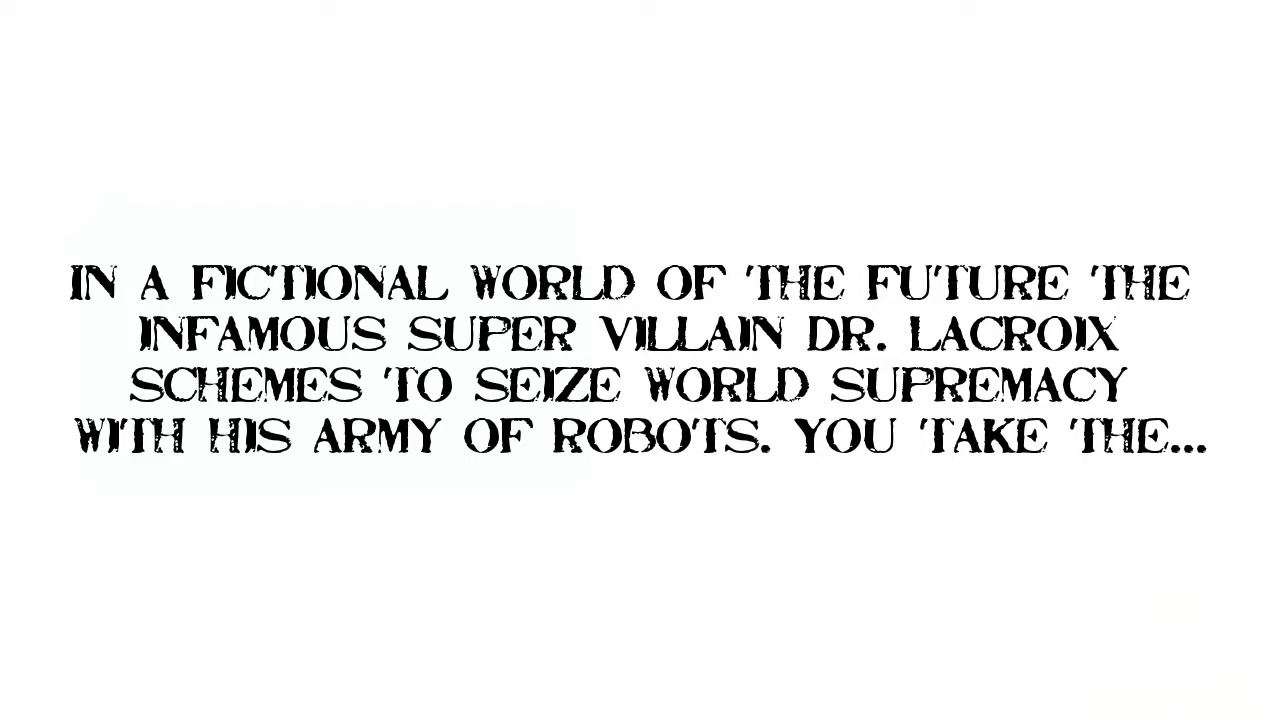 IN A FICTIONAL WORLD OF THE FUTURE THE
INFAMOUS SUPER VILLAIN DR. LACROIX
SCHEMES TO SEIZE WORLD SUPREMACY
WITH HIS ARMY OF ROBOTS. YOU TAKE THE...